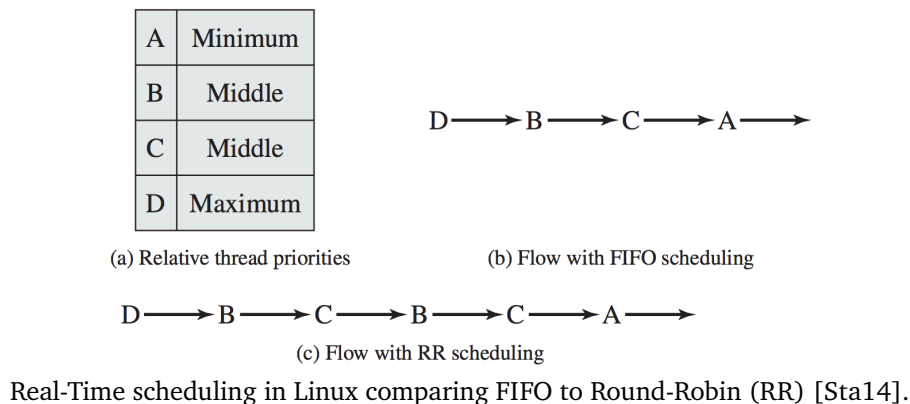 A Minimum
B Middle
C Middle
D Maximum
(a) Relative thread priorities
D B C A
(b) Flow with FIFO scheduling
D B C B C A
(c) Flow with RR scheduling
Real-Time scheduling in Linux comparing FIFO to Round-Robin (RR) [Sta14].